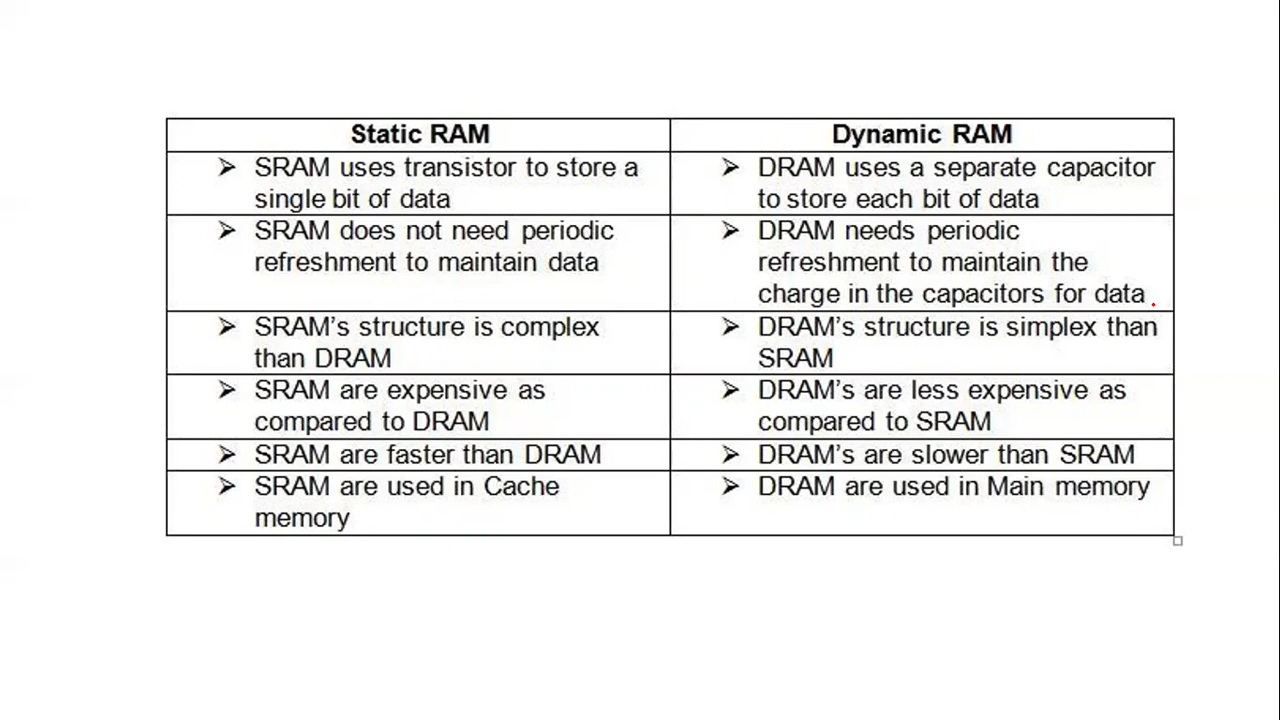 Static RAM
Dynamic RAM
➢ SRAM uses transistor to store a
single bit of data
➢ DRAM uses a separate capacitor
to store each bit of data
➢ SRAM does not need periodic
refreshment to maintain data
➢ DRAM needs periodic
refreshment to maintain the
charge in the capacitors for data
➢ SRAM’s structure is complex
than DRAM
➢ DRAM’s structure is simplex than
SRAM
➢ SRAM are expensive as
compared to DRAM
➢ DRAM’s are less expensive as
compared to SRAM
➢ SRAM are faster than DRAM
➢ DRAM’s are slower than SRAM
➢ SRAM are used in Cache
memory
➢ DRAM are used in Main memory